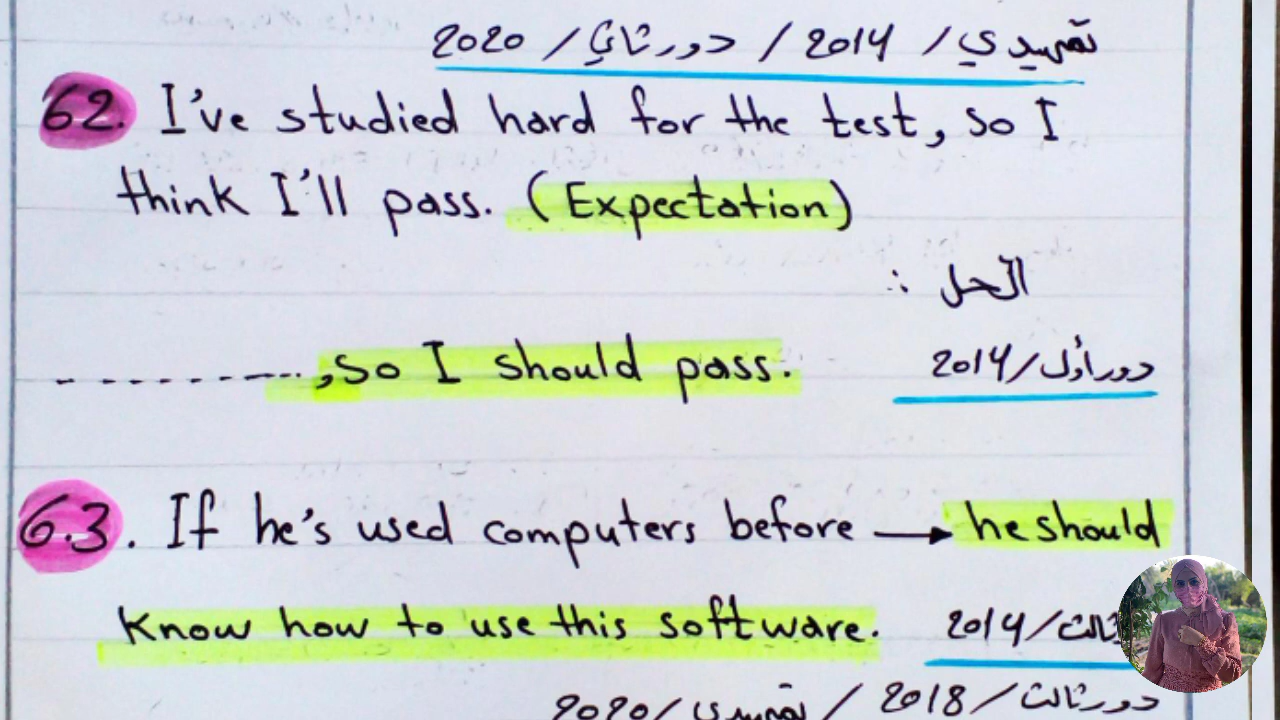 تمهيدي / 2014 / دور ثاني / 2020
62. I've studied hard for the test, so I
think I'll pass. (Expectation)
الحل :
----------, so I should pass.
دور أول / 2014
63. If he's used computers before → he should
know how to use this software.
ثالث / 2014
دور ثالث / 2018 / تمهيدي / 2020